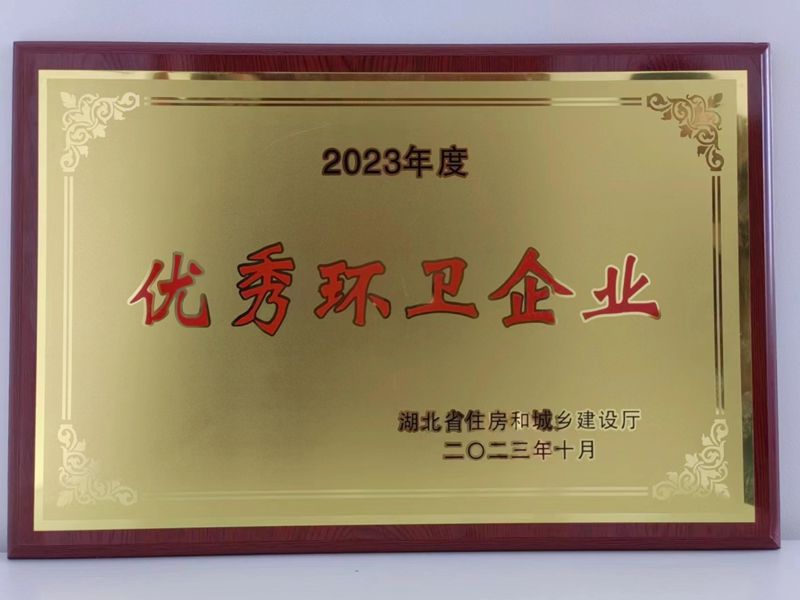 2023年度
优秀环卫企业
湖北省住房和城乡建设厅
二〇二三年十月